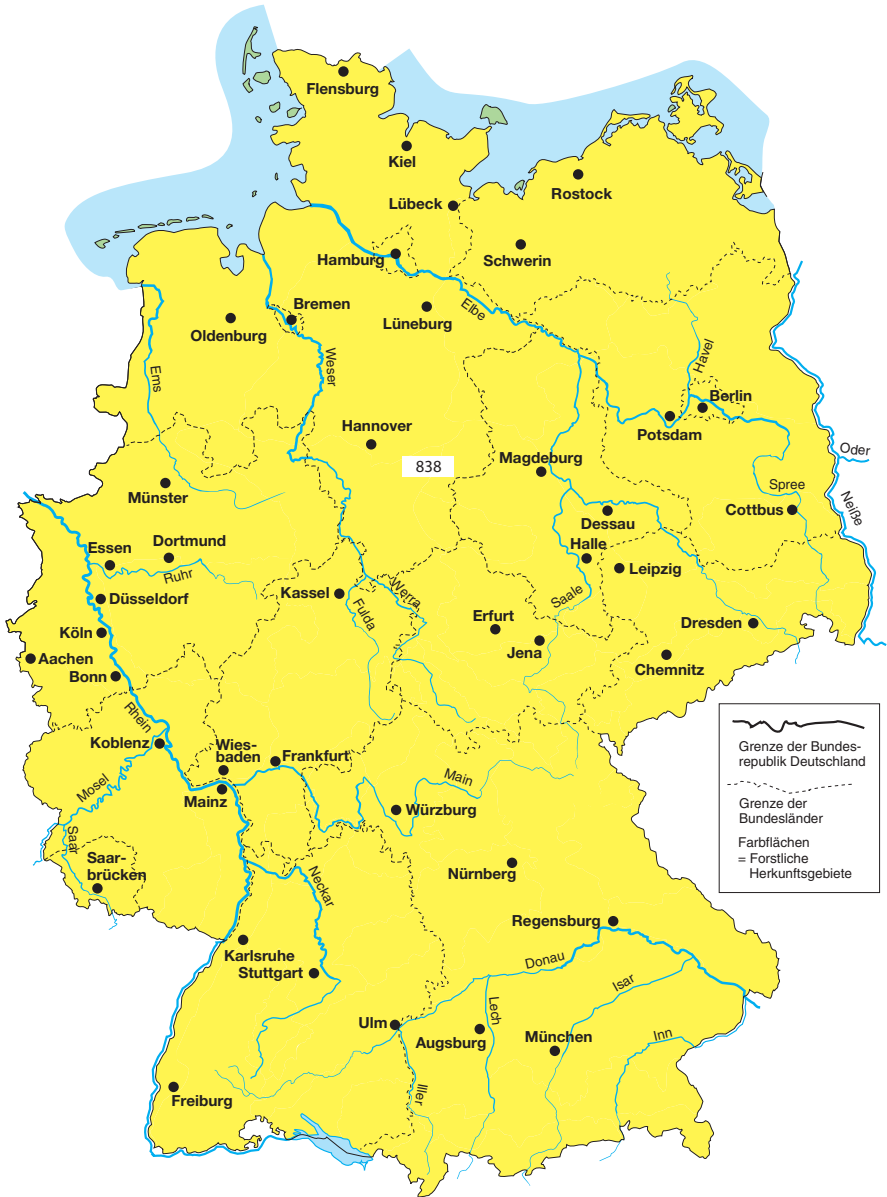 Flensburg
Kiel
Lübeck
Rostock
Hamburg
Schwerin
Bremen
Oldenburg
Lüneburg
Elbe
Ems
Weser
Havel
Berlin
Potsdam
Hannover
838
Magdeburg
Oder
Spree
Neiße
Münster
Dessau
Cottbus
Essen
Dortmund
Halle
Leipzig
Ruhr
Düsseldorf
Kassel
Werra
Fulda
Saale
Köln
Erfurt
Jena
Dresden
Aachen
Bonn
Chemnitz
Rhein
Koblenz
Wies-
baden
Frankfurt
Mosel
Mainz
Main
Würzburg
Saar
Saar-
brücken
Neckar
Nürnberg
Regensburg
Karlsruhe
Stuttgart
Donau
Isar
Lech
Ulm
Augsburg
München
Inn
Iller
Freiburg
Grenze der Bundes-
republik Deutschland
Grenze der
Bundesländer
Farbflächen
= Forstliche
Herkunftsgebiete